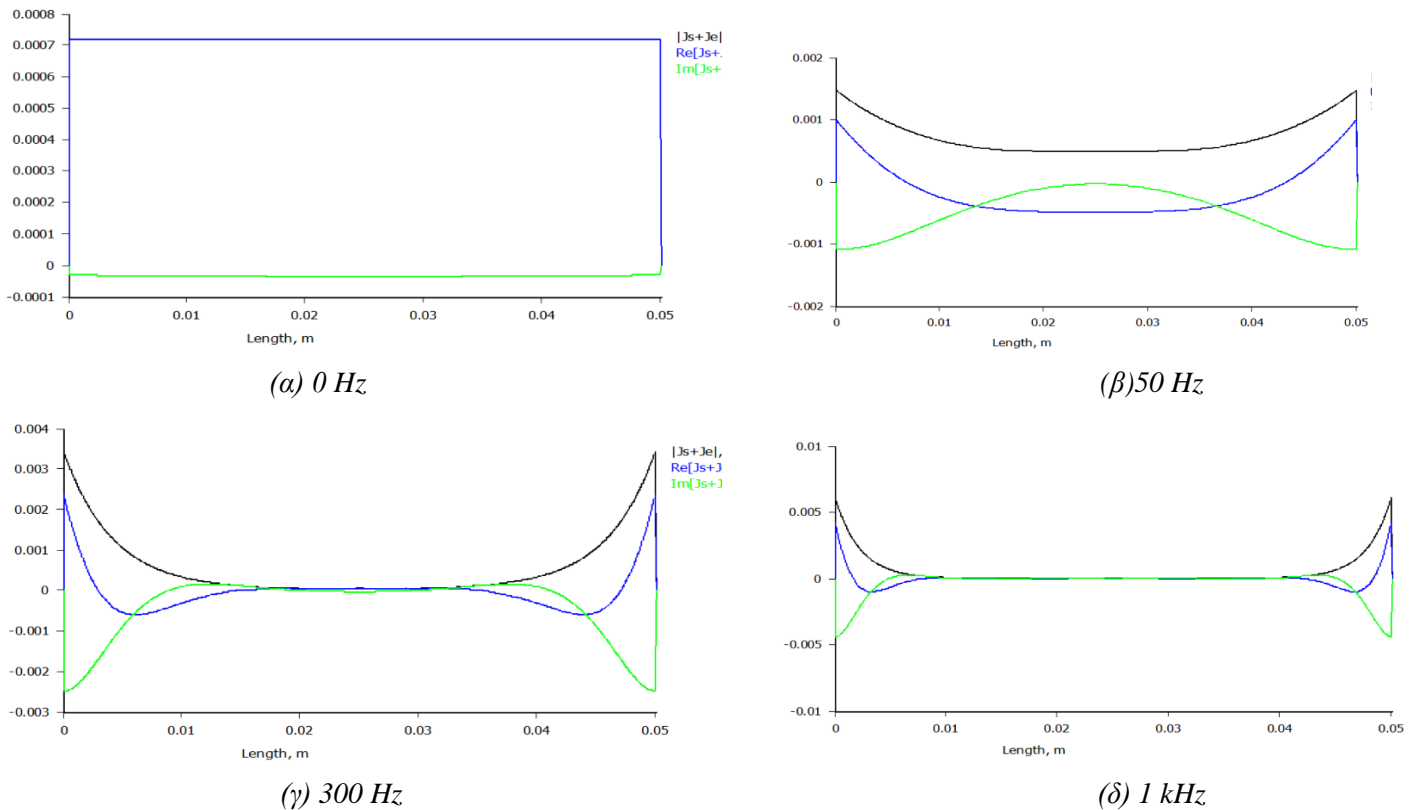 0.0008
0.0007
0.0006
0.0005
0.0004
0.0003
0.0002
0.0001
0
-0.0001
0 0.01 0.02 0.03 0.04 0.05
Length, m
|Js+Je|
Re[Js+.
Im[Js+
(α) 0 Hz
0.002
0.001
0
-0.001
-0.002
0 0.01 0.02 0.03 0.04 0.05
Length, m
(β)50 Hz
0.004
0.003
0.002
0.001
0
-0.001
-0.002
-0.003
0 0.01 0.02 0.03 0.04 0.05
Length, m
|Js+Je|,
Re[Js+J
Im[Js+J
(γ) 300 Hz
0.01
0.005
0
-0.005
-0.01
0 0.01 0.02 0.03 0.04 0.05
Length, m
(δ) 1 kHz